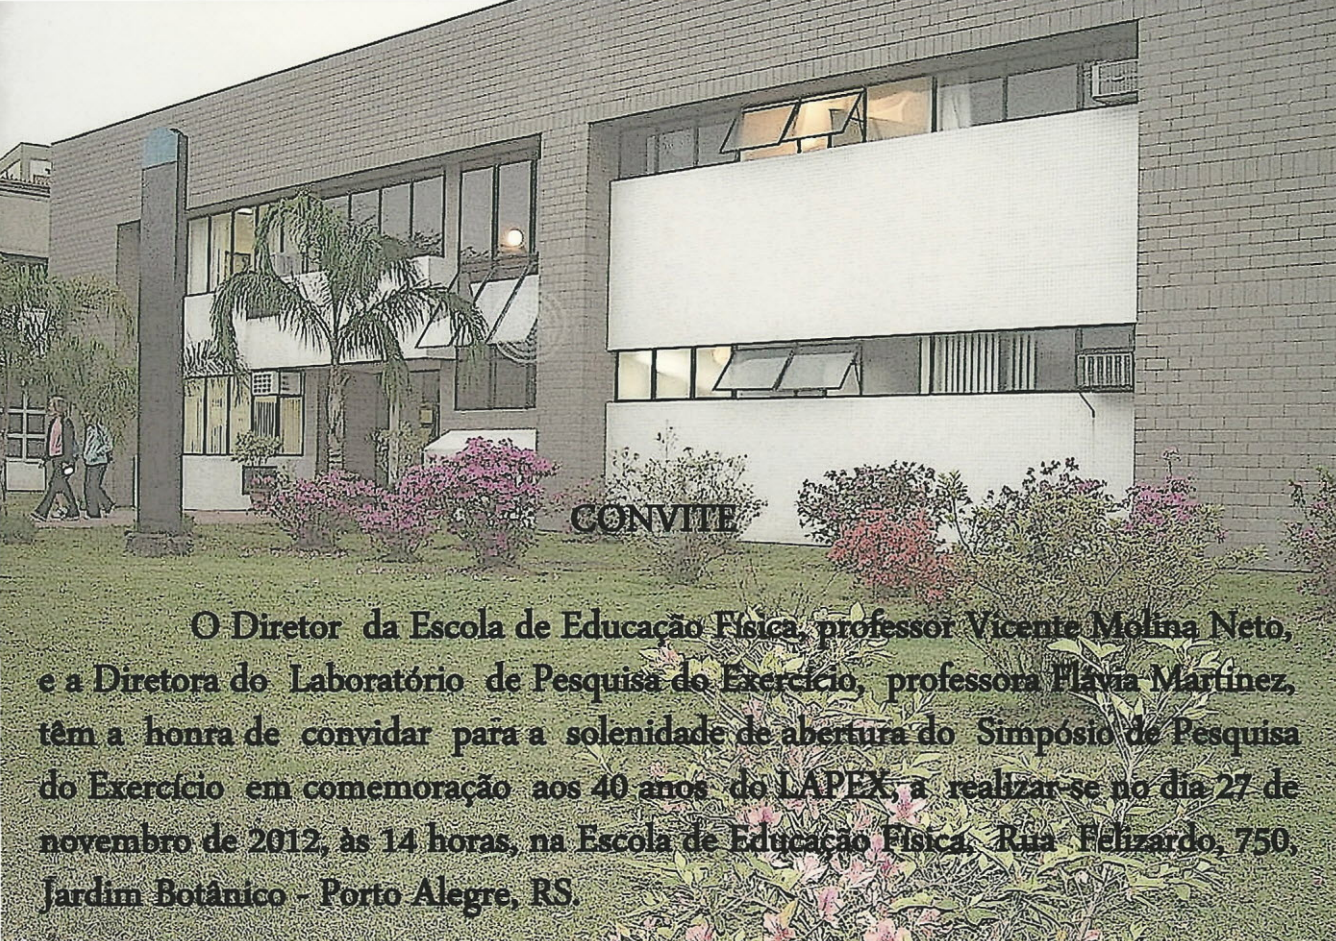 CONVITE
O Diretor da Escola de Educação Física, professor Vicente Molina Neto,
e a Diretora do Laboratório de Pesquisa do Exercício, professora Flávia Martinez,
têm a honra de convidar para a solenidade de abertura do Simpósio de Pesquisa
do Exercício em comemoração aos 40 anos do LAPEX, a realizar-se no dia 27 de
novembro de 2012, às 14 horas, na Escola de Educação Física, Rua Felizardo, 750,
Jardim Botânico - Porto Alegre, RS.